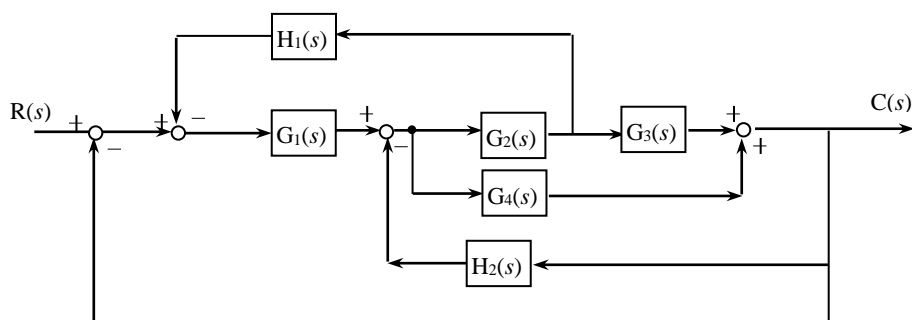 H₁(s)
R(s)
C(s)
+
−
+
−
G₁(s)
+
−
G₂(s)
G₃(s)
+
+
G₄(s)
H₂(s)